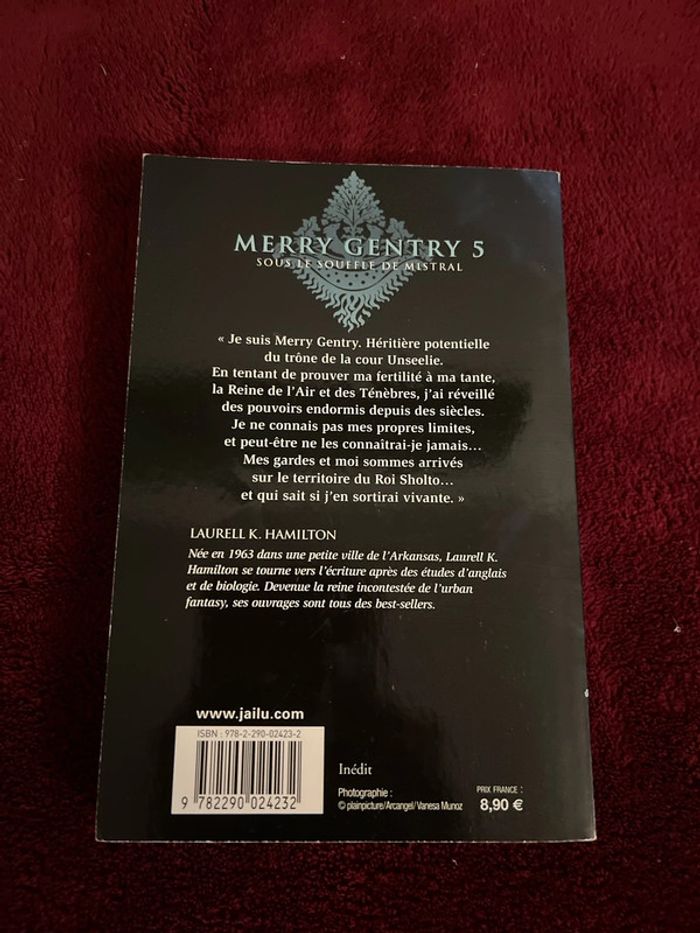 MERRY GENTRY 5
SOUS LE SOUFFLE DE MISTRAL
« Je suis Merry Gentry. Héritière potentielle
du trône de la cour Unseelie.
En tentant de prouver ma fertilité à ma tante,
la Reine de l'Air et des Ténèbres, j'ai réveillé
des pouvoirs endormis depuis des siècles.
Je ne connais pas mes propres limites,
et peut-être ne les connaîtrai-je jamais...
Mes gardes et moi sommes arrivés
sur le territoire du Roi Sholto...
et qui sait si j'en sortirai vivante. »
LAURELL K. HAMILTON
Née en 1963 dans une petite ville de l'Arkansas, Laurell K.
Hamilton se tourne vers l'écriture après des études d'anglais
et de biologie. Devenue la reine incontestée de l'urban
fantasy, ses ouvrages sont tous des best-sellers.
www.jailu.com
ISBN : 978-2-290-02423-2
9 782290 024232
Inédit
Photographie :
© plainpicture/Arcangel/Vanesa Munoz
PRIX FRANCE :
8,90 €